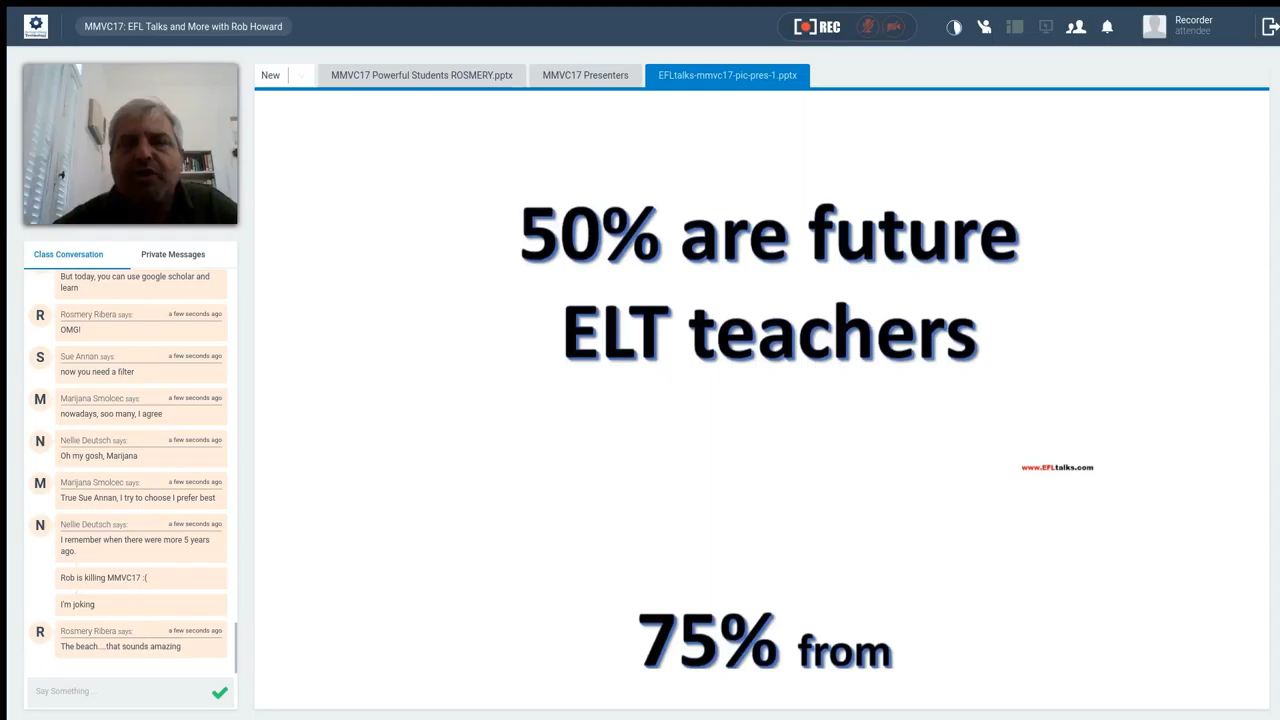 MMVC17: EFL Talks and More with Rob Howard
REC
Recorder
attendee
New
MMVC17 Powerful Students ROSMERY.pptx
MMVC17 Presenters
EFLtalks-mmvc17-pic-pres-1.pptx
Class Conversation
Private Messages
But today, you can use google scholar and
learn
R
Rosmery Ribera says:
a few seconds ago
OMG!
S
Sue Annan says:
a few seconds ago
now you need a filter
M
Marijana Smolcec says:
a few seconds ago
nowadays, soo many, I agree
N
Nellie Deutsch says:
a few seconds ago
Oh my gosh, Marijana
M
Marijana Smolcec says:
a few seconds ago
True Sue Annan, I try to choose I prefer best
N
Nellie Deutsch says:
a few seconds ago
I remember when there were more 5 years
ago.
Rob is killing MMVC17 :(
I'm joking
R
Rosmery Ribera says:
a few seconds ago
The beach....that sounds amazing
Say Something ...
50% are future
ELT teachers
www.EFLtalks.com
75% from